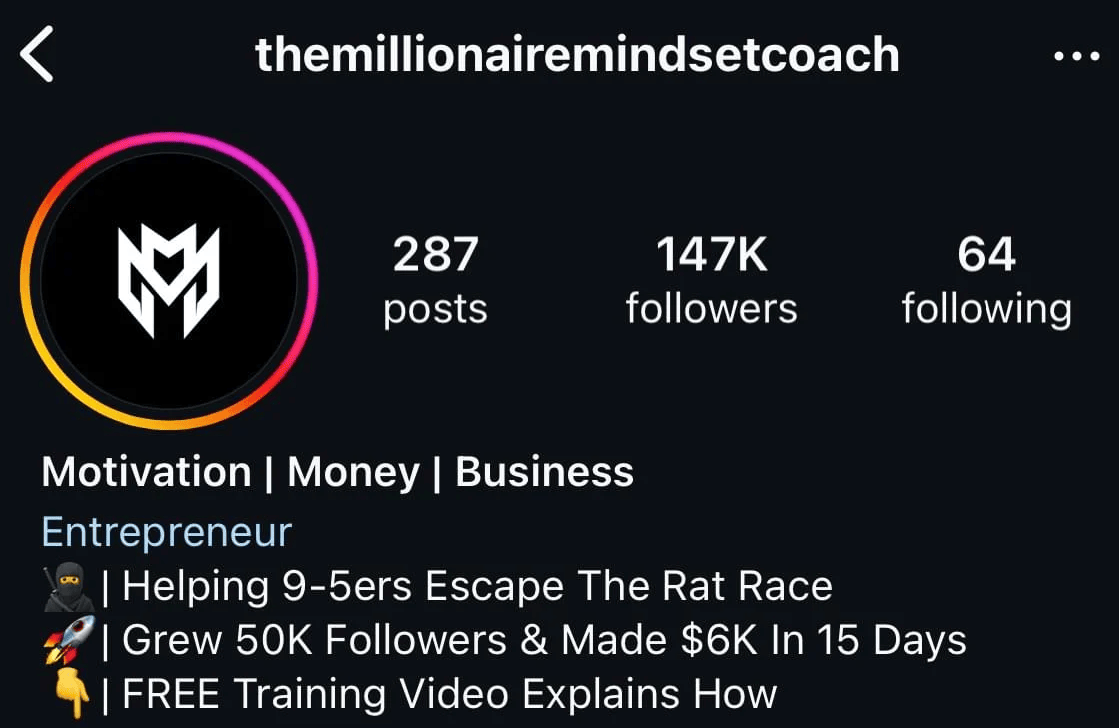 themillionairemindsetcoach
287 147K 64
posts followers following
Motivation | Money | Business
Entrepreneur
🥷| Helping 9-5ers Escape The Rat Race
🚀| Grew 50K Followers & Made $6K In 15 Days
👇| FREE Training Video Explains How